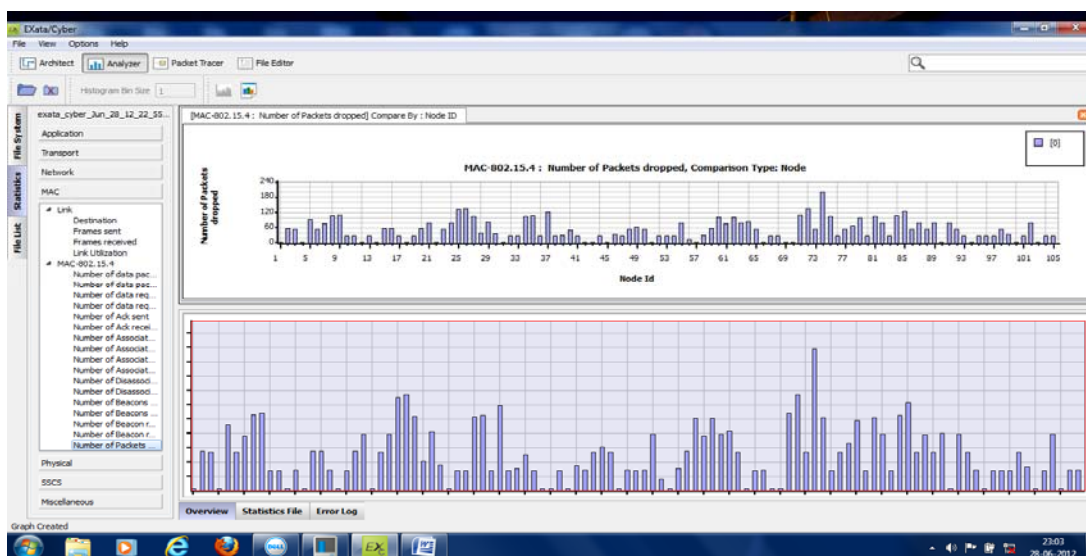 EXata/Cyber
File View Options Help
Architect Analyzer Packet Tracer File Editor
Histogram Bin Size 1
File System
Statistics
File List
exata_cyber_Jun_28_12_22_55...
Application
Transport
Network
MAC
Link
Destination
Frames sent
Frames received
Link Utilization
MAC-802.15.4
Number of data pac...
Number of data pac...
Number of data req...
Number of data req...
Number of Ack sent
Number of Ack recei...
Number of Associat...
Number of Associat...
Number of Associat...
Number of Associat...
Number of Disassoci...
Number of Disassoci...
Number of Beacons ...
Number of Beacons ...
Number of Beacon r...
Number of Beacon r...
Number of Packets ...
Physical
SSCS
Miscellaneous
[MAC-802.15.4 : Number of Packets dropped] Compare By : Node ID
[0]
MAC-802.15.4 : Number of Packets dropped, Comparison Type: Node
Number of Packets
dropped
240
180
120
60
0
1 5 9 13 17 21 25 29 33 37 41 45 49 53 57 61 65 69 73 77 81 85 89 93 97 101 105
Node Id
Overview Statistics File Error Log
Graph Created
DELL
EX
23:03
28-06-2012